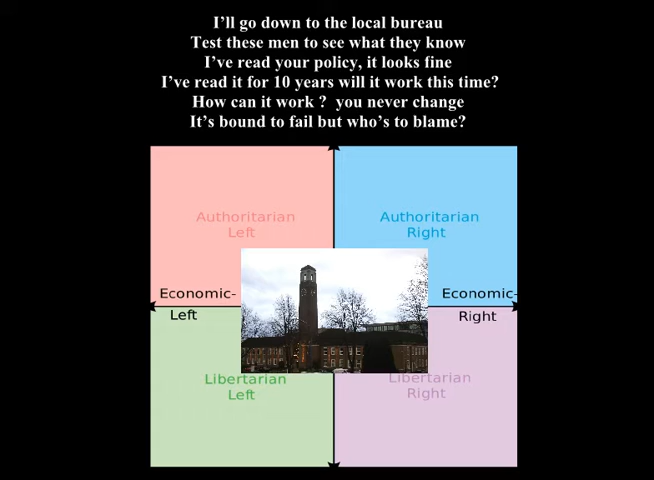 I'll go down to the local bureau
Test these men to see what they know
I've read your policy, it looks fine
I've read it for 10 years will it work this time?
How can it work ? you never change
It's bound to fail but who's to blame?
Authoritarian
Left
Authoritarian
Right
Economic-
Left
Economic-
Right
Libertarian
Left
Libertarian
Right